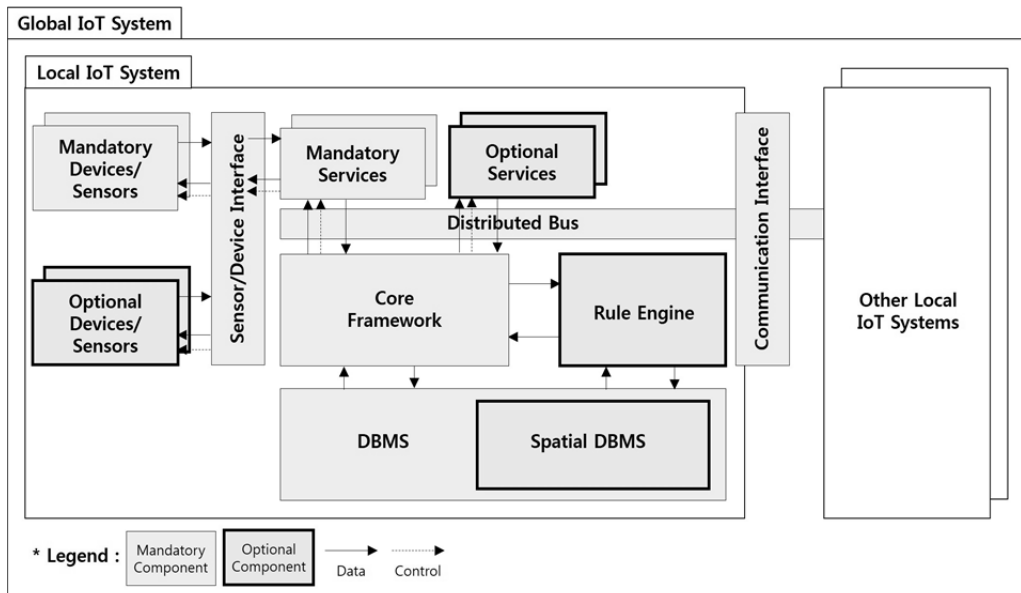 Global IoT System
Local IoT System
Mandatory
Devices/
Sensors
Optional
Devices/
Sensors
Sensor/Device Interface
Mandatory
Services
Optional
Services
Distributed Bus
Core
Framework
Rule Engine
DBMS
Spatial DBMS
Communication Interface
Other Local
IoT Systems
* Legend :
Mandatory
Component
Optional
Component
Data
Control